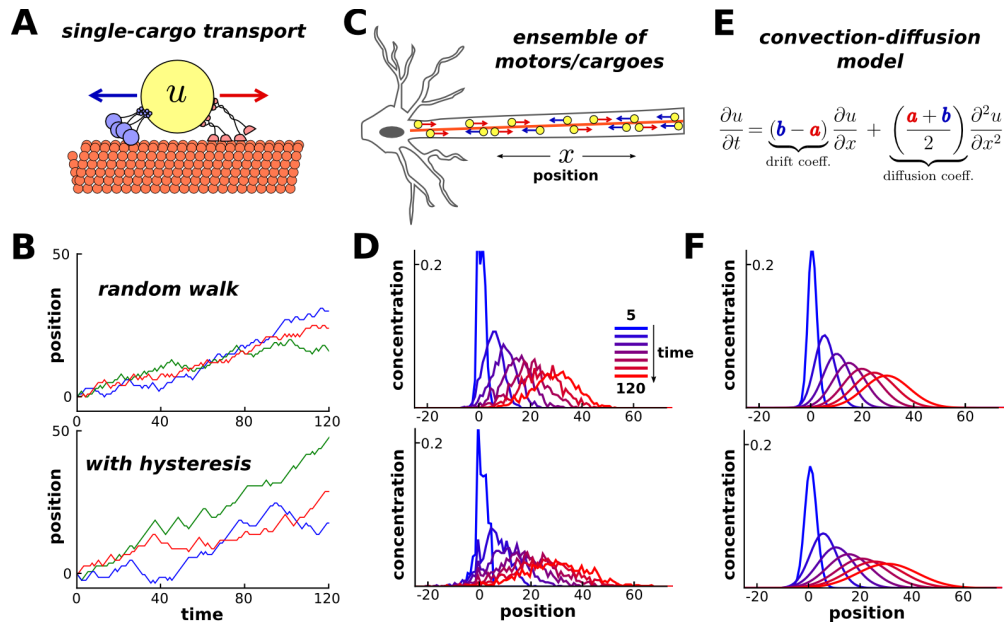 A
single-cargo transport
u
C
ensemble of
motors/cargoes
x
position
E
convection-diffusion
model
∂u/∂t = (b − a) ∂u/∂x + ((a + b)/2) ∂²u/∂x²
drift coeff.
diffusion coeff.
B
50
random walk
position
0
0 40 80 120
50
with hysteresis
position
0
0 40 80 120
time
D
0.2
concentration
5
time
120
-20 0 20 40 60
0.2
concentration
-20 0 20 40 60
position
F
0.2
concentration
-20 0 20 40 60
0.2
concentration
-20 0 20 40 60
position